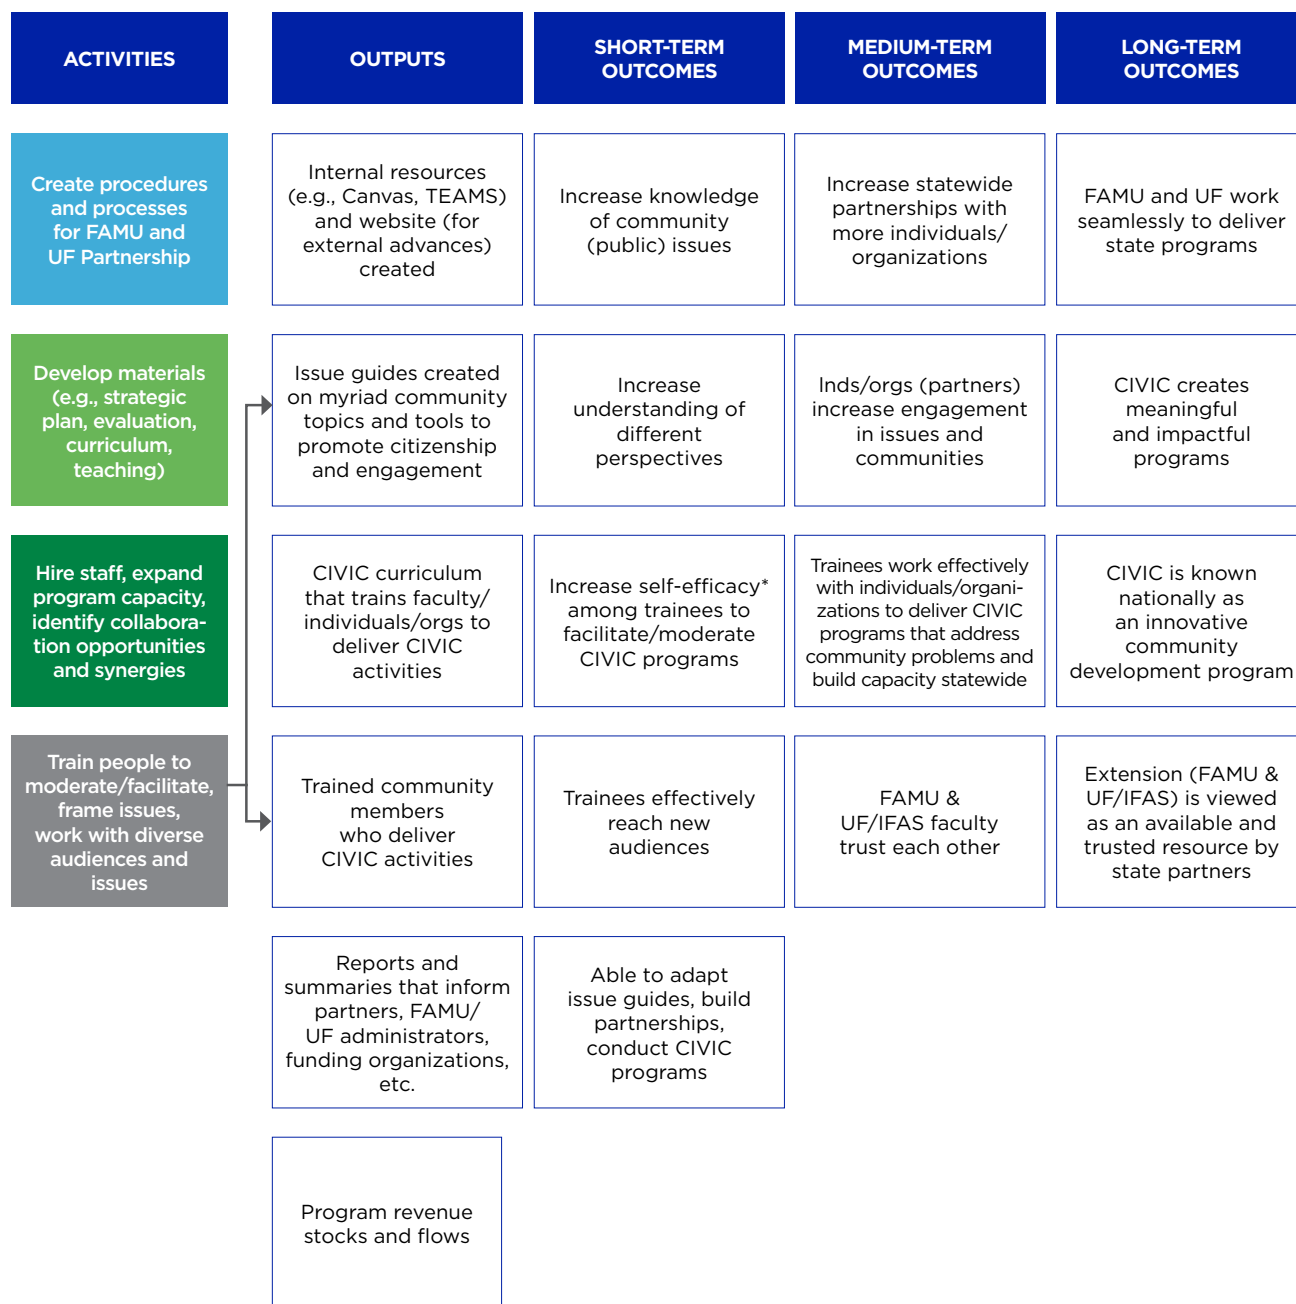 ACTIVITIES
OUTPUTS
SHORT-TERM
OUTCOMES
MEDIUM-TERM
OUTCOMES
LONG-TERM
OUTCOMES
Create procedures
and processes
for FAMU and
UF Partnership
Internal resources
(e.g., Canvas, TEAMS)
and website (for
external advances)
created
Increase knowledge
of community
(public) issues
Increase statewide
partnerships with
more individuals/
organizations
FAMU and UF work
seamlessly to deliver
state programs
Develop materials
(e.g., strategic
plan, evaluation,
curriculum,
teaching)
Issue guides created
on myriad community
topics and tools to
promote citizenship
and engagement
Increase
understanding of
different
perspectives
Inds/orgs (partners)
increase engagement
in issues and
communities
CIVIC creates
meaningful
and impactful
programs
Hire staff, expand
program capacity,
identify collabora-
tion opportunities
and synergies
CIVIC curriculum
that trains faculty/
individuals/orgs to
deliver CIVIC
activities
Increase self-efficacy*
among trainees to
facilitate/moderate
CIVIC programs
Trainees work effectively
with individuals/organi-
zations to deliver CIVIC
programs that address
community problems and
build capacity statewide
CIVIC is known
nationally as
an innovative
community
development program
Train people to
moderate/facilitate,
frame issues,
work with diverse
audiences and
issues
Trained community
members
who deliver
CIVIC activities
Trainees effectively
reach new
audiences
FAMU &
UF/IFAS faculty
trust each other
Extension (FAMU &
UF/IFAS) is viewed
as an available and
trusted resource by
state partners
Reports and
summaries that inform
partners, FAMU/
UF administrators,
funding organizations,
etc.
Able to adapt
issue guides, build
partnerships,
conduct CIVIC
programs
Program revenue
stocks and flows